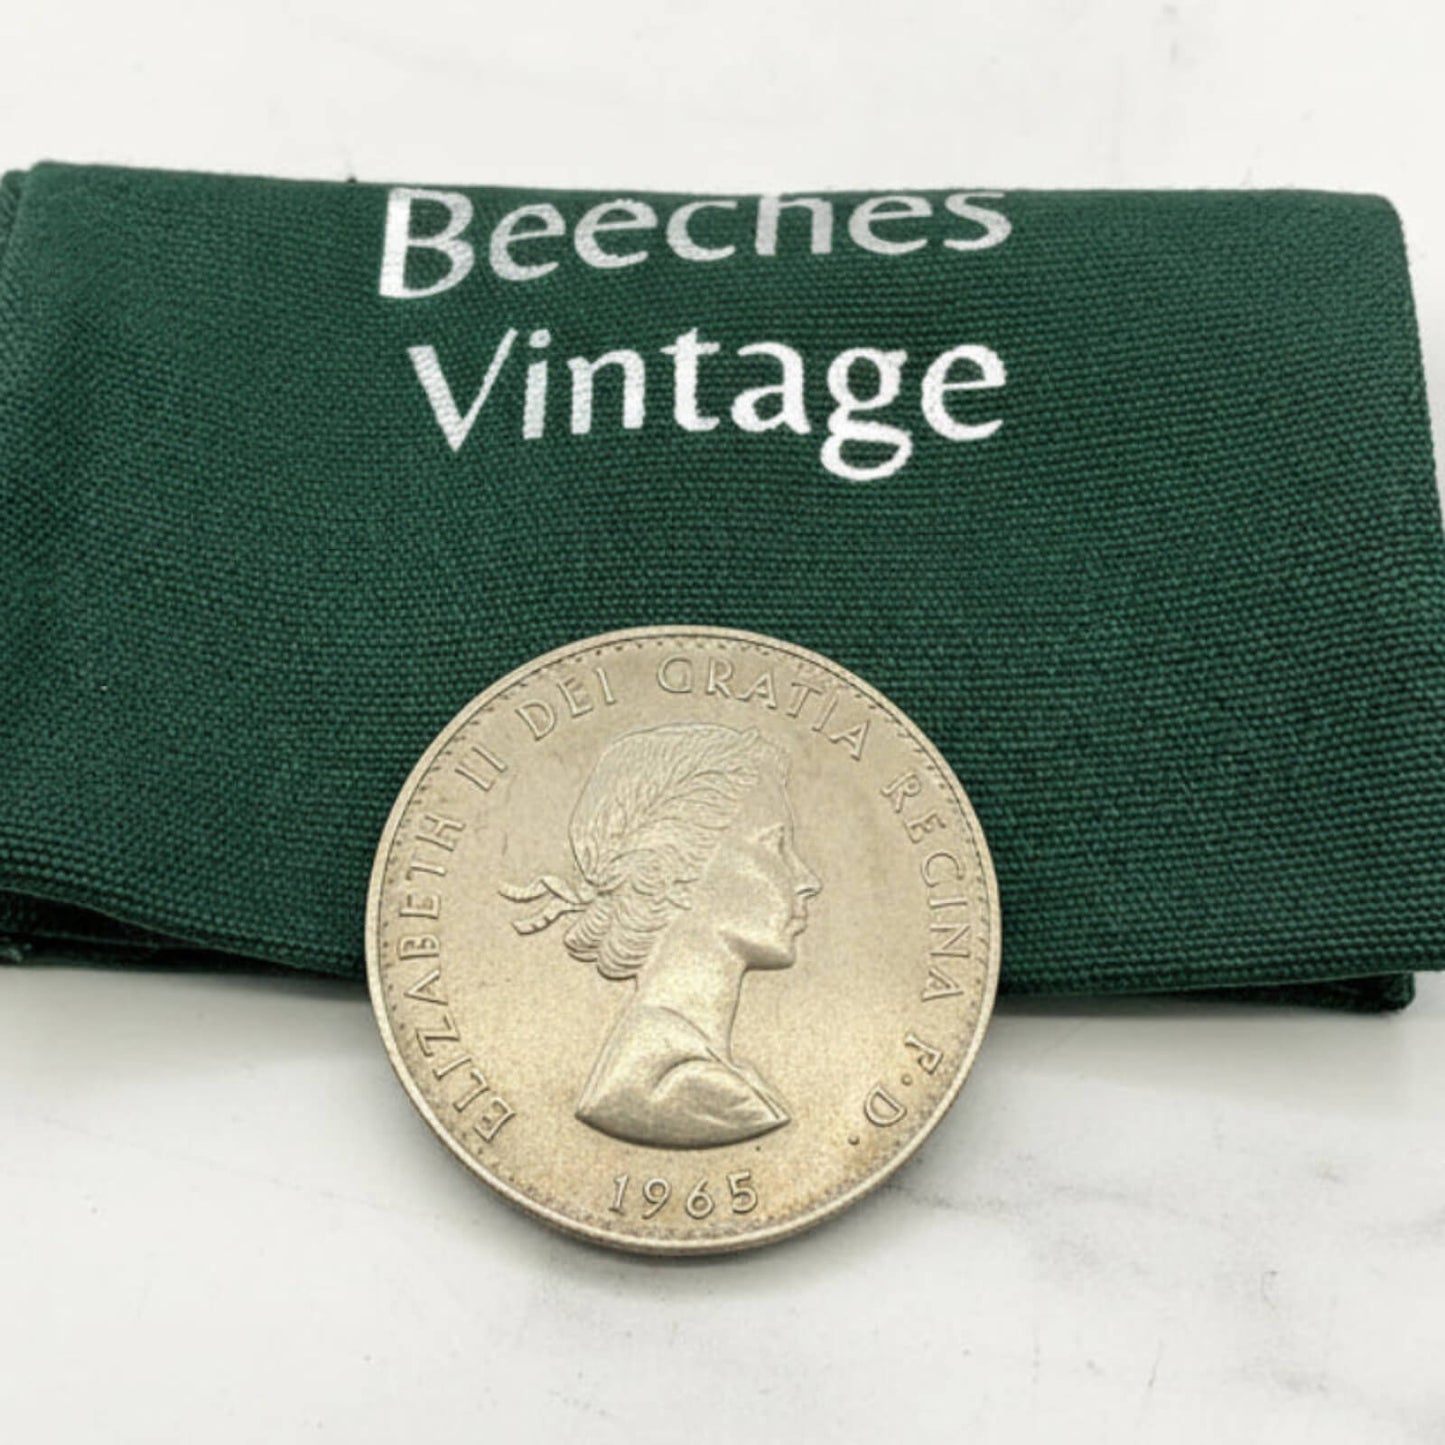 Beeches
Vintage
ELIZABETH II DEI GRATIA REGINA F·D·
1965